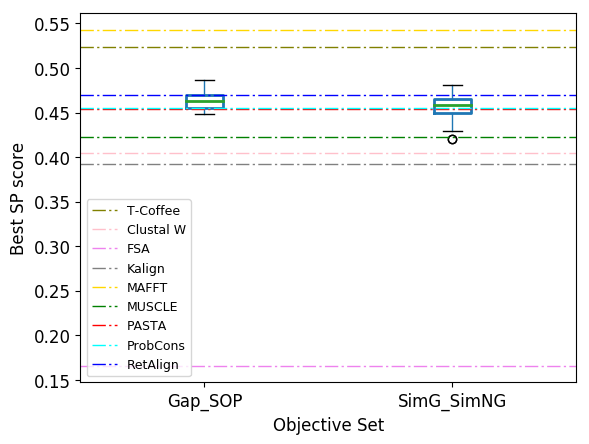 0.55
0.50
0.45
0.40
0.35
0.30
0.25
0.20
0.15
Best SP score
T-Coffee
Clustal W
FSA
Kalign
MAFFT
MUSCLE
PASTA
ProbCons
RetAlign
Gap_SOP
SimG_SimNG
Objective Set